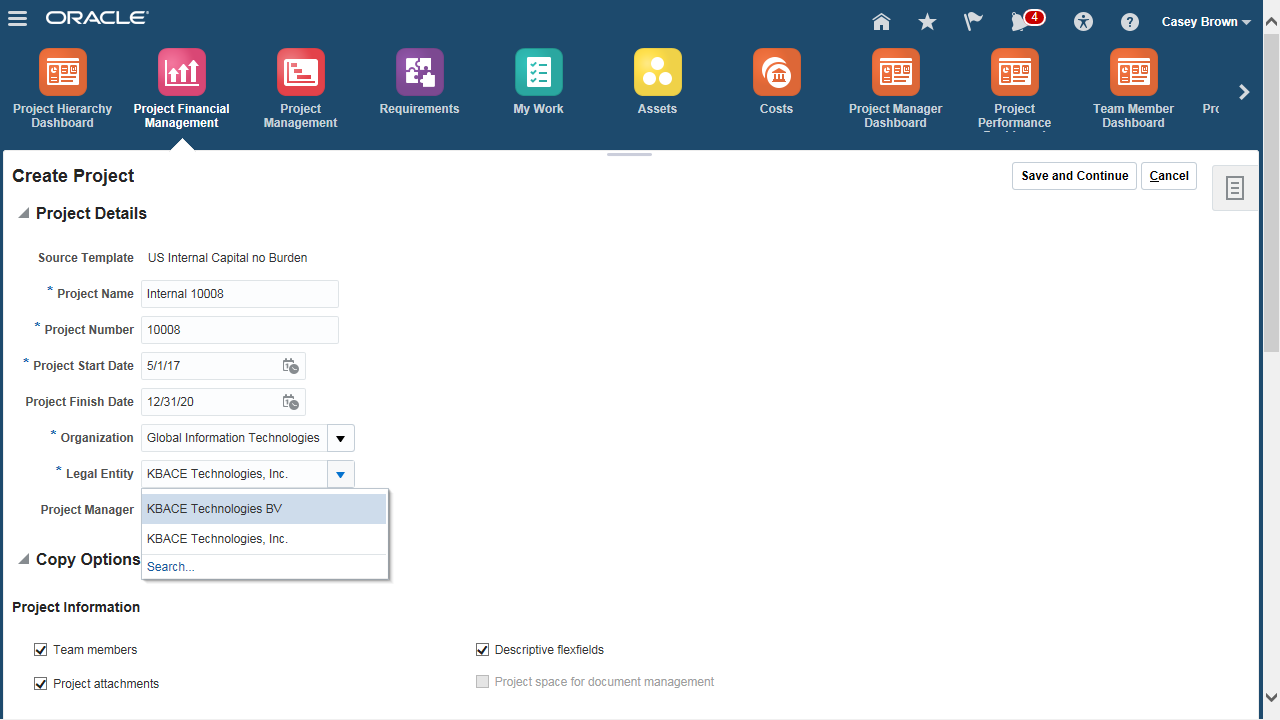 ORACLE®
4
Casey Brown
Project Hierarchy
Dashboard
Project Financial
Management
Project
Management
Requirements
My Work
Assets
Costs
Project Manager
Dashboard
Project
Performance
Team Member
Dashboard
Pro
Create Project
Save and Continue
Cancel
Project Details
Source Template US Internal Capital no Burden
* Project Name Internal 10008
* Project Number 10008
* Project Start Date 5/1/17
Project Finish Date 12/31/20
* Organization Global Information Technologies
* Legal Entity KBACE Technologies, Inc.
Project Manager
KBACE Technologies BV
KBACE Technologies, Inc.
Search...
Copy Options
Project Information
Team members
Descriptive flexfields
Project attachments
Project space for document management